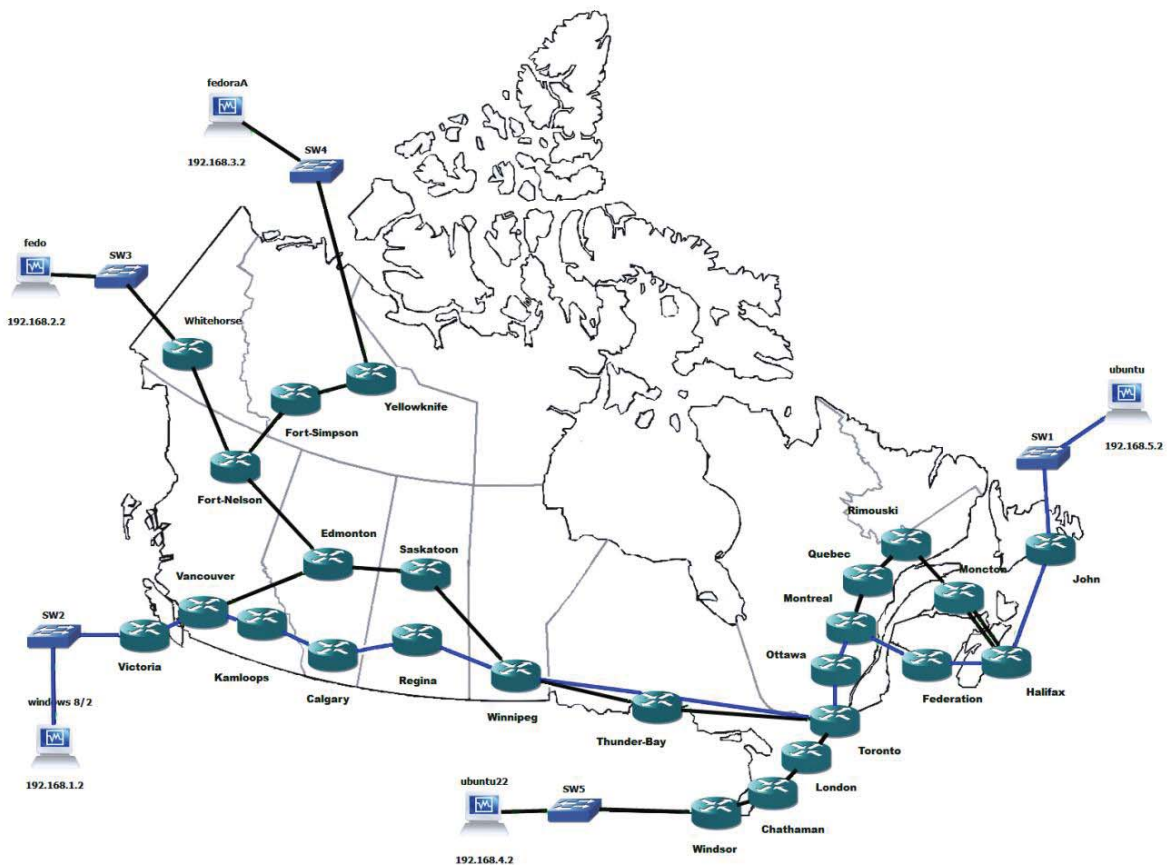 fedoraA
SW4
192.168.3.2
fedo
SW3
192.168.2.2
Whitehorse
Yellowknife
Fort-Simpson
ubuntu
SW1
192.168.5.2
Fort-Nelson
Rimouski
Edmonton
Saskatoon
Quebec
Moncton
Vancouver
John
SW2
Montreal
Victoria
Kamloops
Calgary
Regina
Ottawa
Federation
Halifax
windows 8/2
Winnipeg
Thunder-Bay
Toronto
192.168.1.2
ubuntu22
SW5
London
Chathaman
Windsor
192.168.4.2